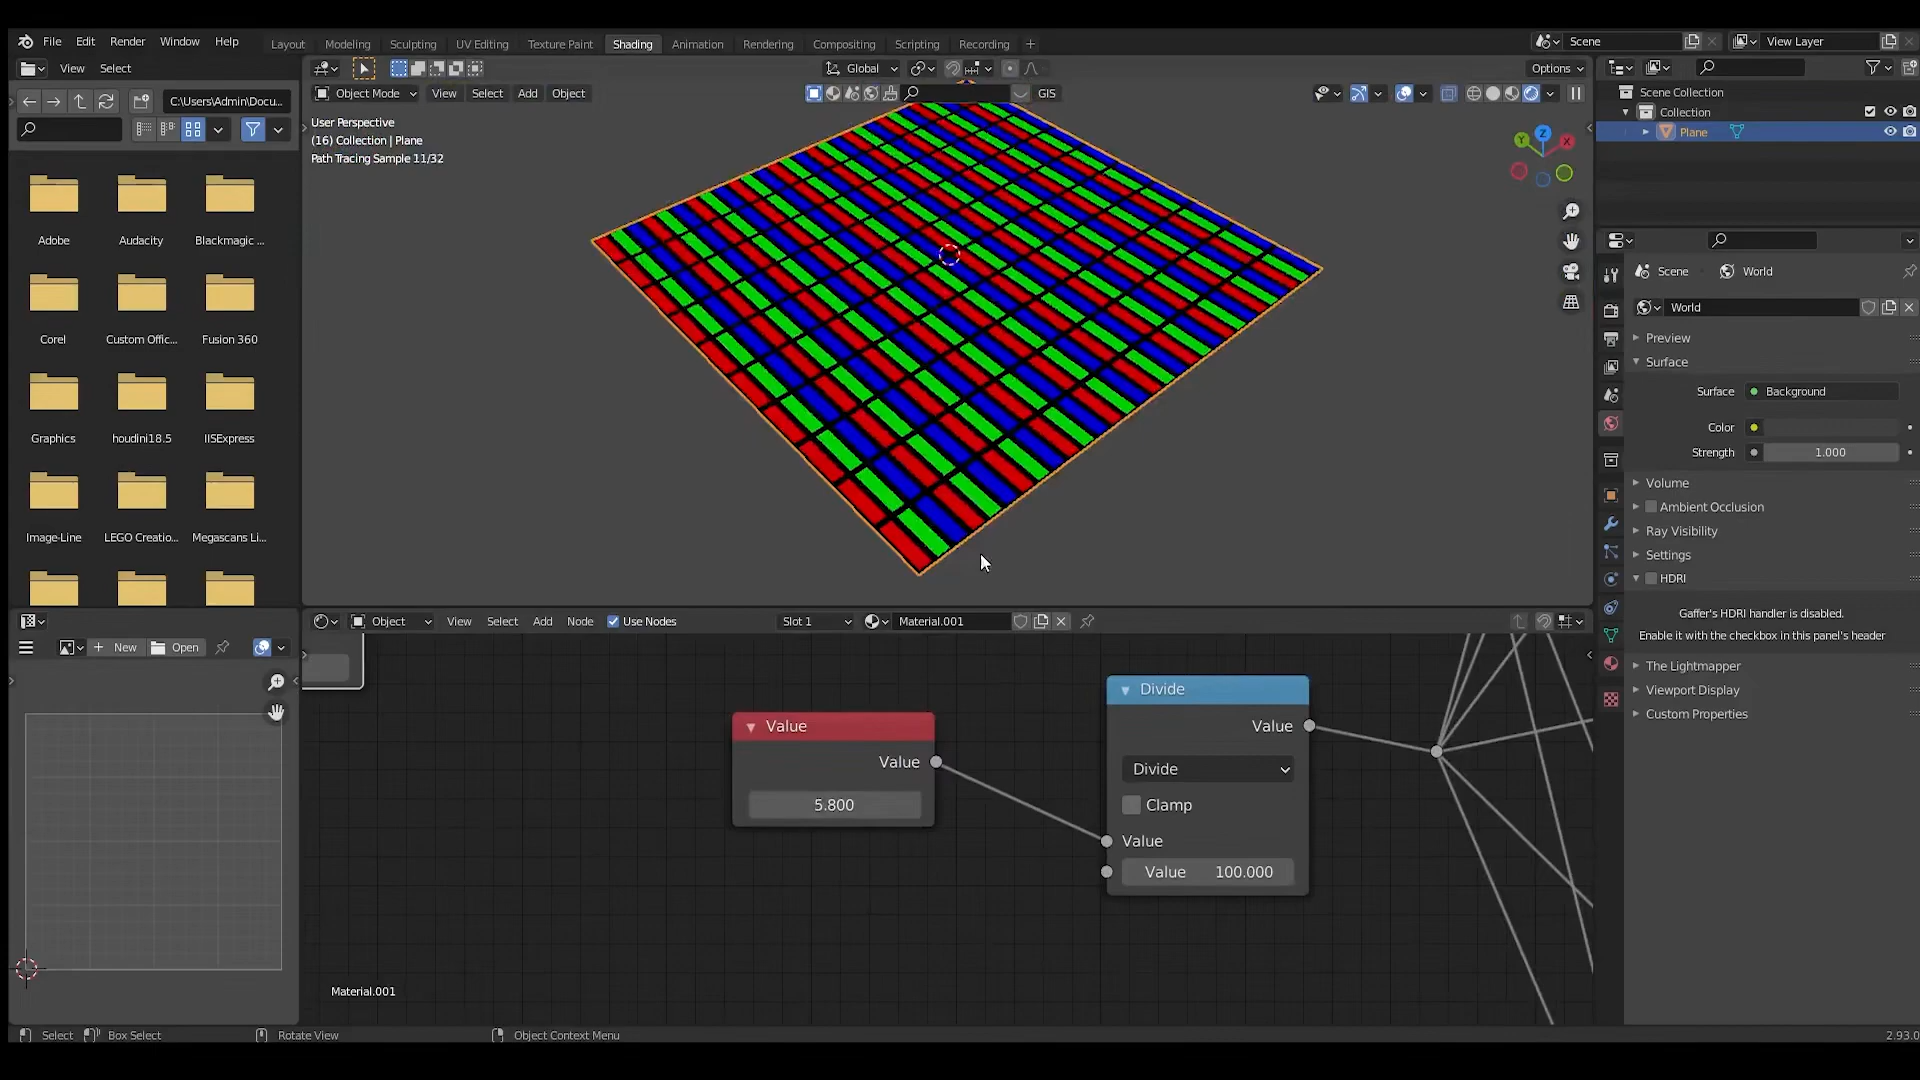 File Edit Render Window Help
Layout Modeling Sculpting UV Editing Texture Paint Shading Animation Rendering Compositing Scripting Recording +
Scene
View Layer
View Select
Global
Options
C:\Users\Admin\Docu...
Object Mode View Select Add Object
GIS
User Perspective
(16) Collection | Plane
Path Tracing Sample 11/32
Z
Y
X
Scene Collection
Collection
Plane
Adobe Audacity Blackmagic ...
Corel Custom Offic... Fusion 360
Graphics houdini18.5 IISExpress
Image-Line LEGO Creatio... Megascans Li...
Scene World
World
Preview
Surface
Surface Background
Color
Strength 1.000
Volume
Ambient Occlusion
Ray Visibility
Settings
HDRI
Gaffer's HDRI handler is disabled.
Enable it with the checkbox in this panel's header
The Lightmapper
Viewport Display
Custom Properties
Object View Select Add Node Use Nodes Slot 1 Material.001
New Open
Value
Value
5.800
Divide
Value
Divide
Clamp
Value
Value 100.000
Material.001
Select Box Select Rotate View Object Context Menu 2.93.0